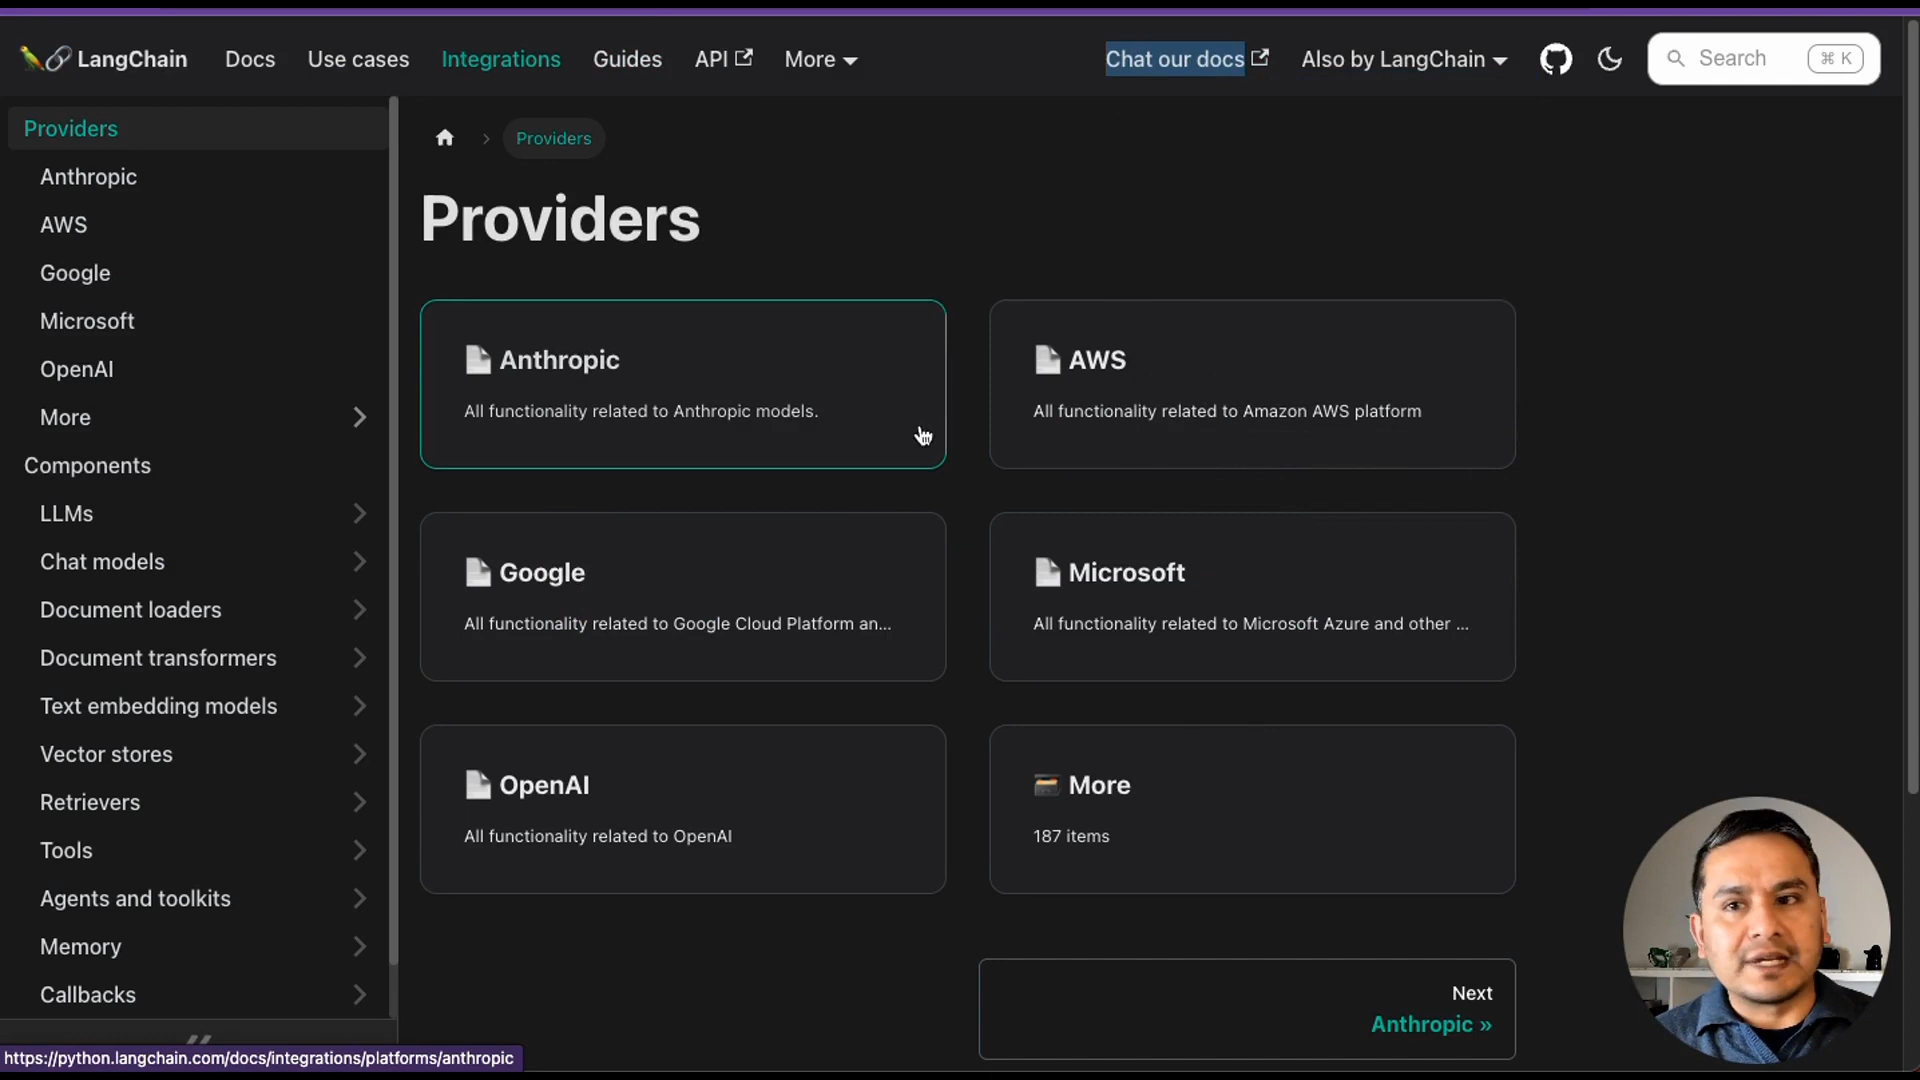 LangChain Docs Use cases Integrations Guides API More Chat our docs Also by LangChain Search ⌘ K
Providers
Anthropic
AWS
Google
Microsoft
OpenAI
More
Components
LLMs
Chat models
Document loaders
Document transformers
Text embedding models
Vector stores
Retrievers
Tools
Agents and toolkits
Memory
Callbacks
Providers
Providers
Anthropic
All functionality related to Anthropic models.
AWS
All functionality related to Amazon AWS platform
Google
All functionality related to Google Cloud Platform an...
Microsoft
All functionality related to Microsoft Azure and other ...
OpenAI
All functionality related to OpenAI
More
187 items
Next
Anthropic »
https://python.langchain.com/docs/integrations/platforms/anthropic